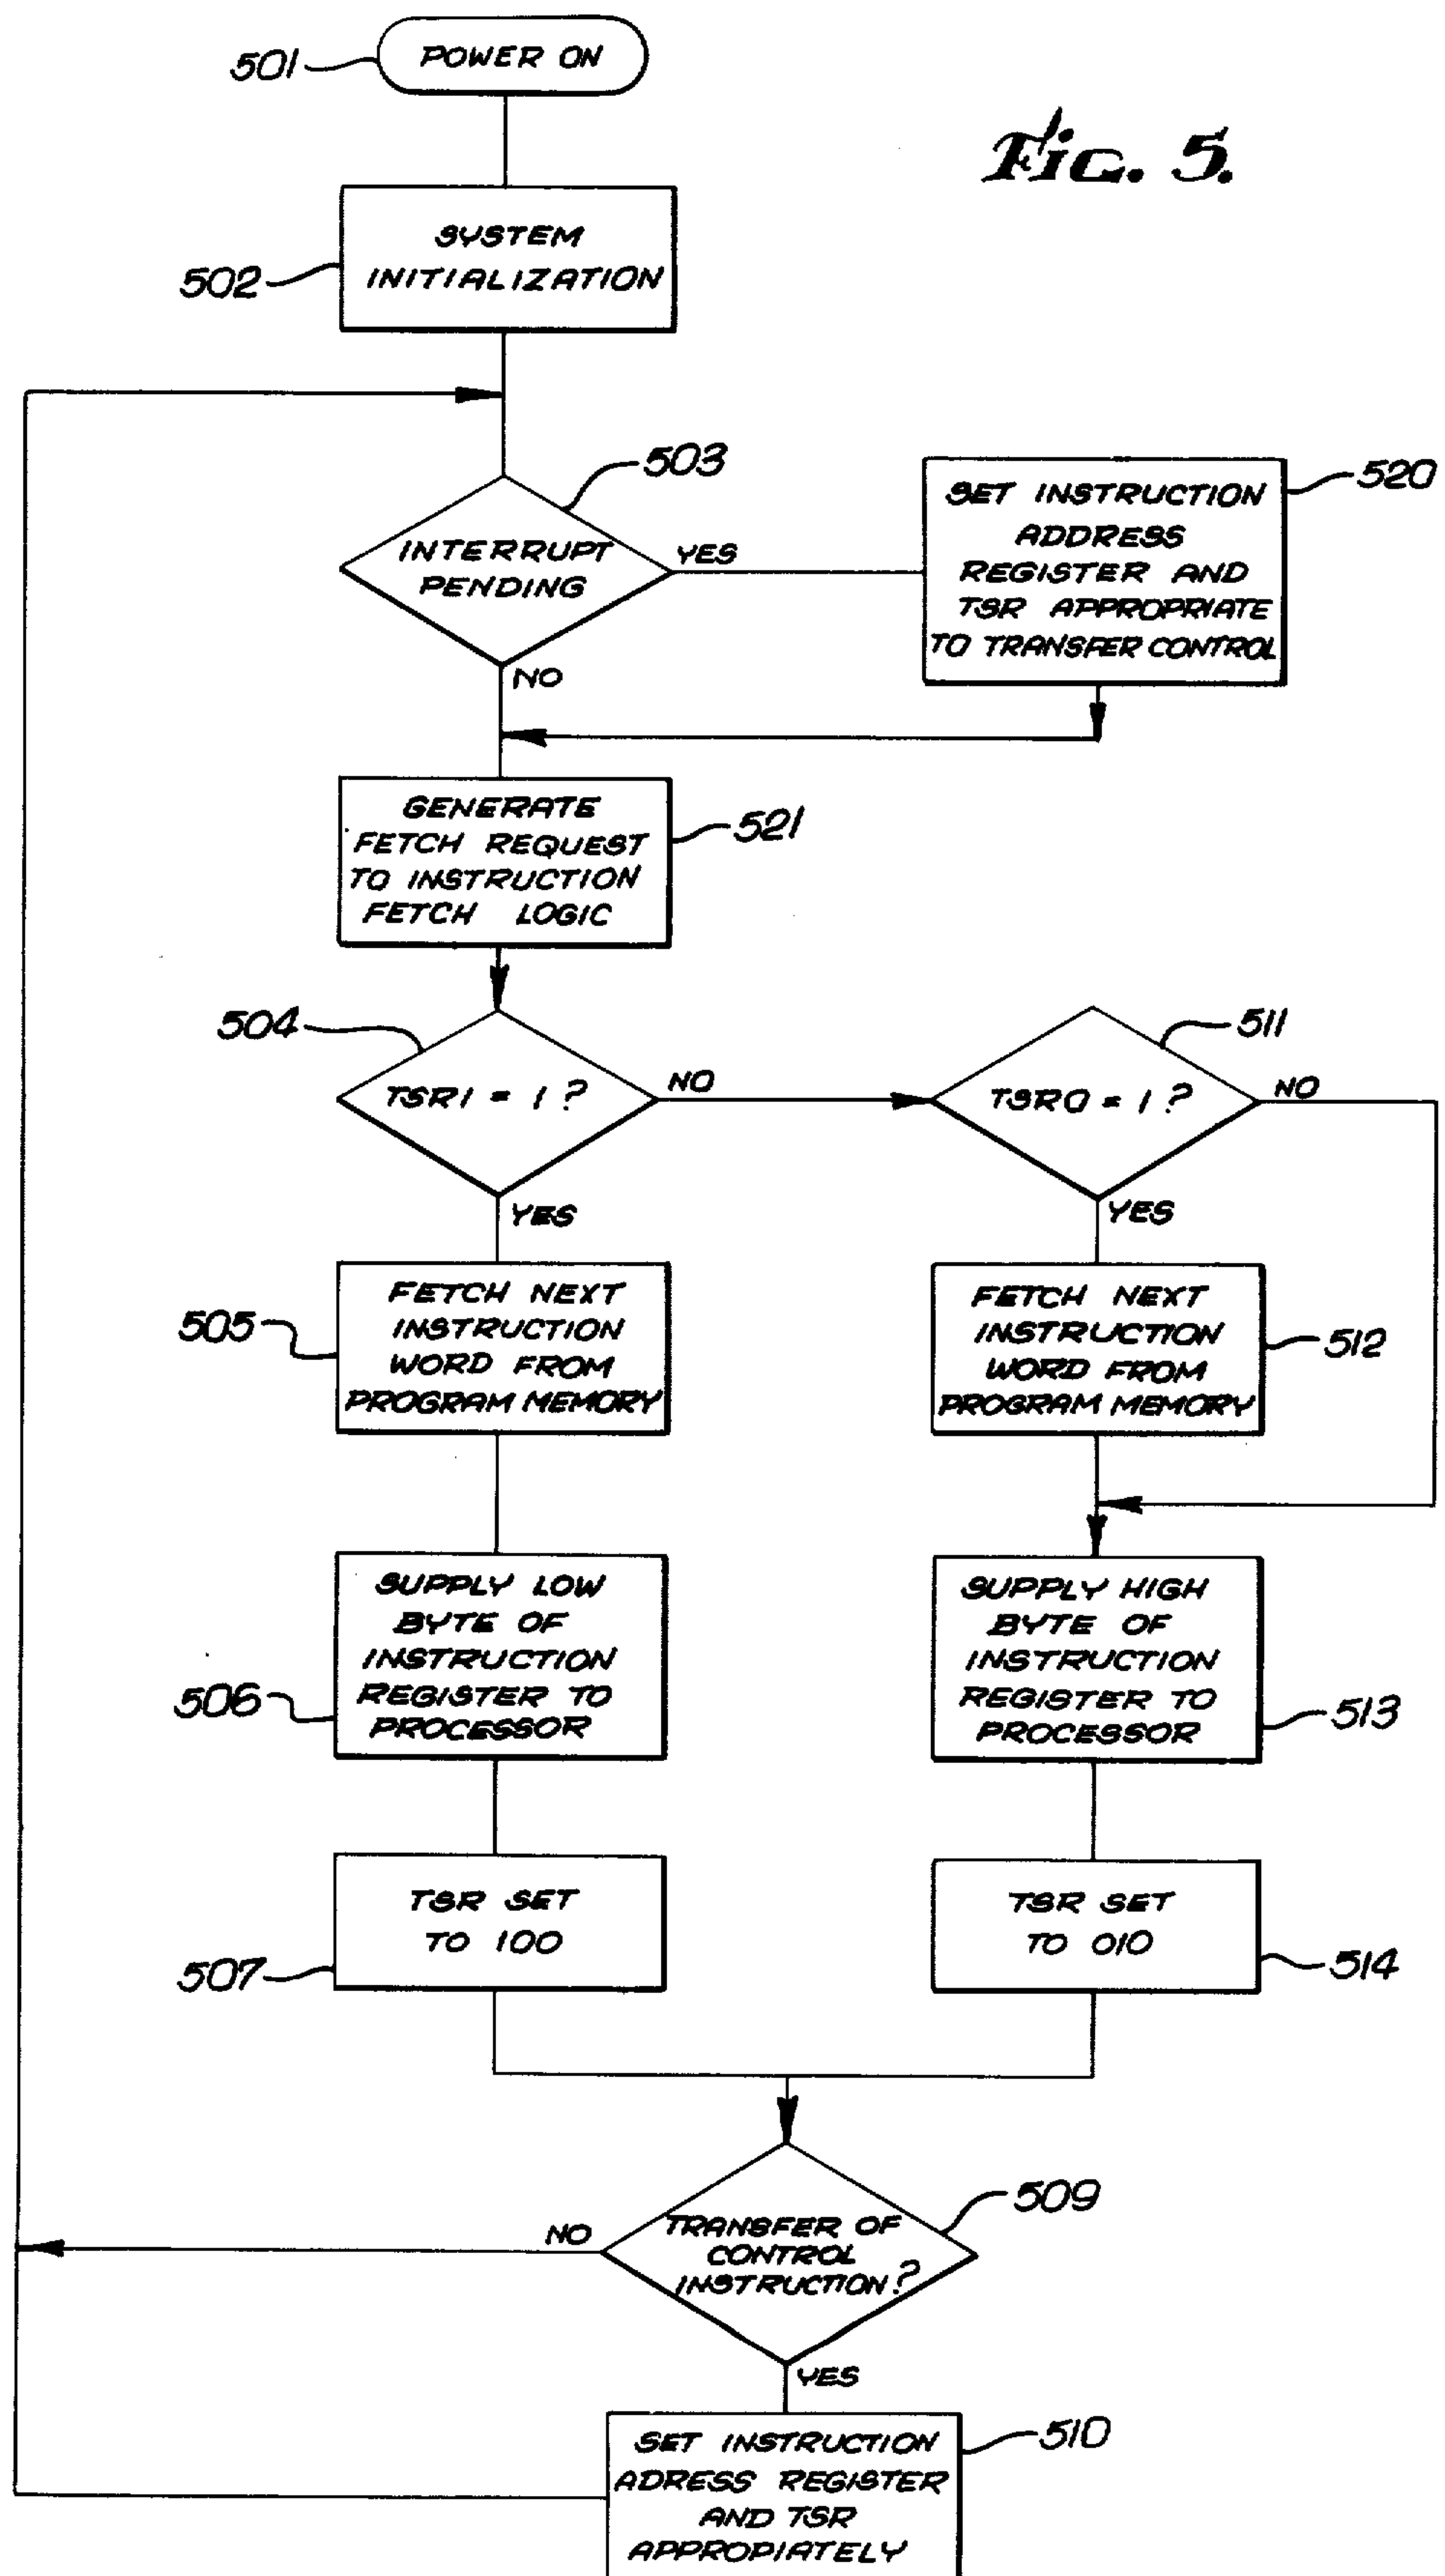 501
POWER ON
FIG. 5.
SYSTEM
INITIALIZATION
502
503
INTERRUPT
PENDING
YES
NO
520
SET INSTRUCTION
ADDRESS
REGISTER AND
TSR APPROPRIATE
TO TRANSFER CONTROL
GENERATE
FETCH REQUEST
TO INSTRUCTION
FETCH LOGIC
521
504
TSR1 = 1 ?
NO
YES
511
TSR0 = 1 ?
NO
YES
505
FETCH NEXT
INSTRUCTION
WORD FROM
PROGRAM MEMORY
FETCH NEXT
INSTRUCTION
WORD FROM
PROGRAM MEMORY
512
506
SUPPLY LOW
BYTE OF
INSTRUCTION
REGISTER TO
PROCESSOR
SUPPLY HIGH
BYTE OF
INSTRUCTION
REGISTER TO
PROCESSOR
513
507
TSR SET
TO 100
TSR SET
TO 010
514
509
TRANSFER OF
CONTROL
INSTRUCTION?
NO
YES
510
SET INSTRUCTION
ADRESS REGISTER
AND TSR
APPROPIATELY